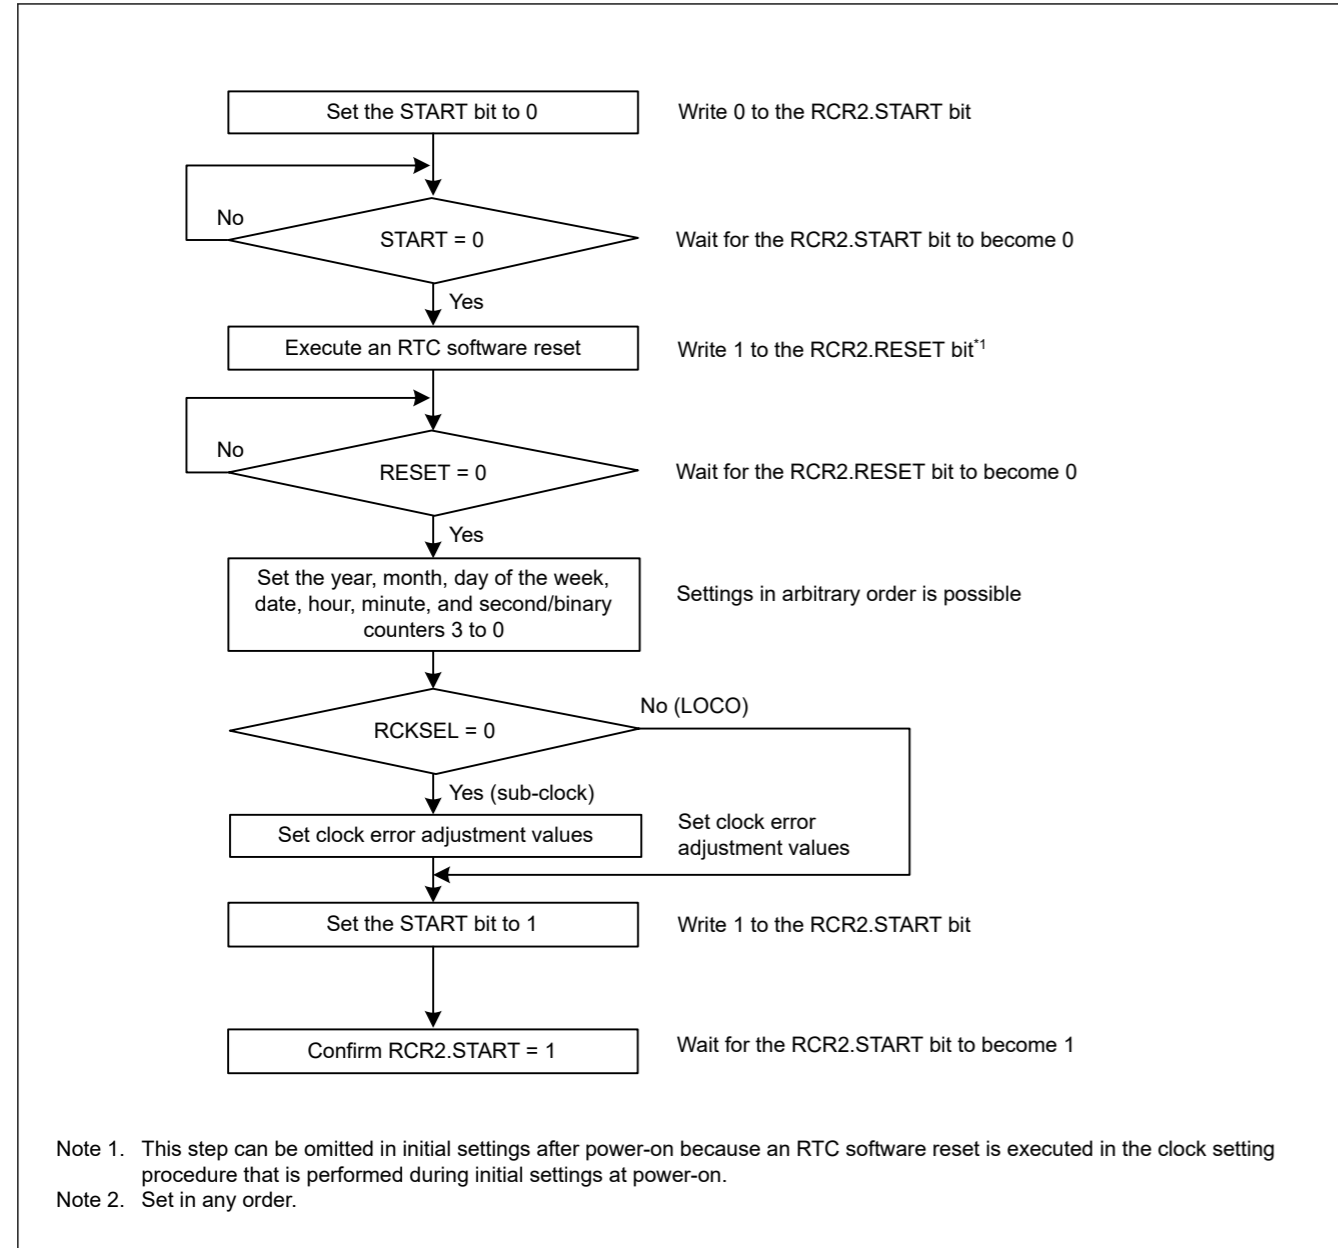 Set the START bit to 0
Write 0 to the RCR2.START bit
No
START = 0
Wait for the RCR2.START bit to become 0
Yes
Execute an RTC software reset
Write 1 to the RCR2.RESET bit*1
No
RESET = 0
Wait for the RCR2.RESET bit to become 0
Yes
Set the year, month, day of the week,
date, hour, minute, and second/binary
counters 3 to 0
Settings in arbitrary order is possible
No (LOCO)
RCKSEL = 0
Yes (sub-clock)
Set clock error adjustment values
Set clock error
adjustment values
Set the START bit to 1
Write 1 to the RCR2.START bit
Confirm RCR2.START = 1
Wait for the RCR2.START bit to become 1
Note 1. This step can be omitted in initial settings after power-on because an RTC software reset is executed in the clock setting
procedure that is performed during initial settings at power-on.
Note 2. Set in any order.